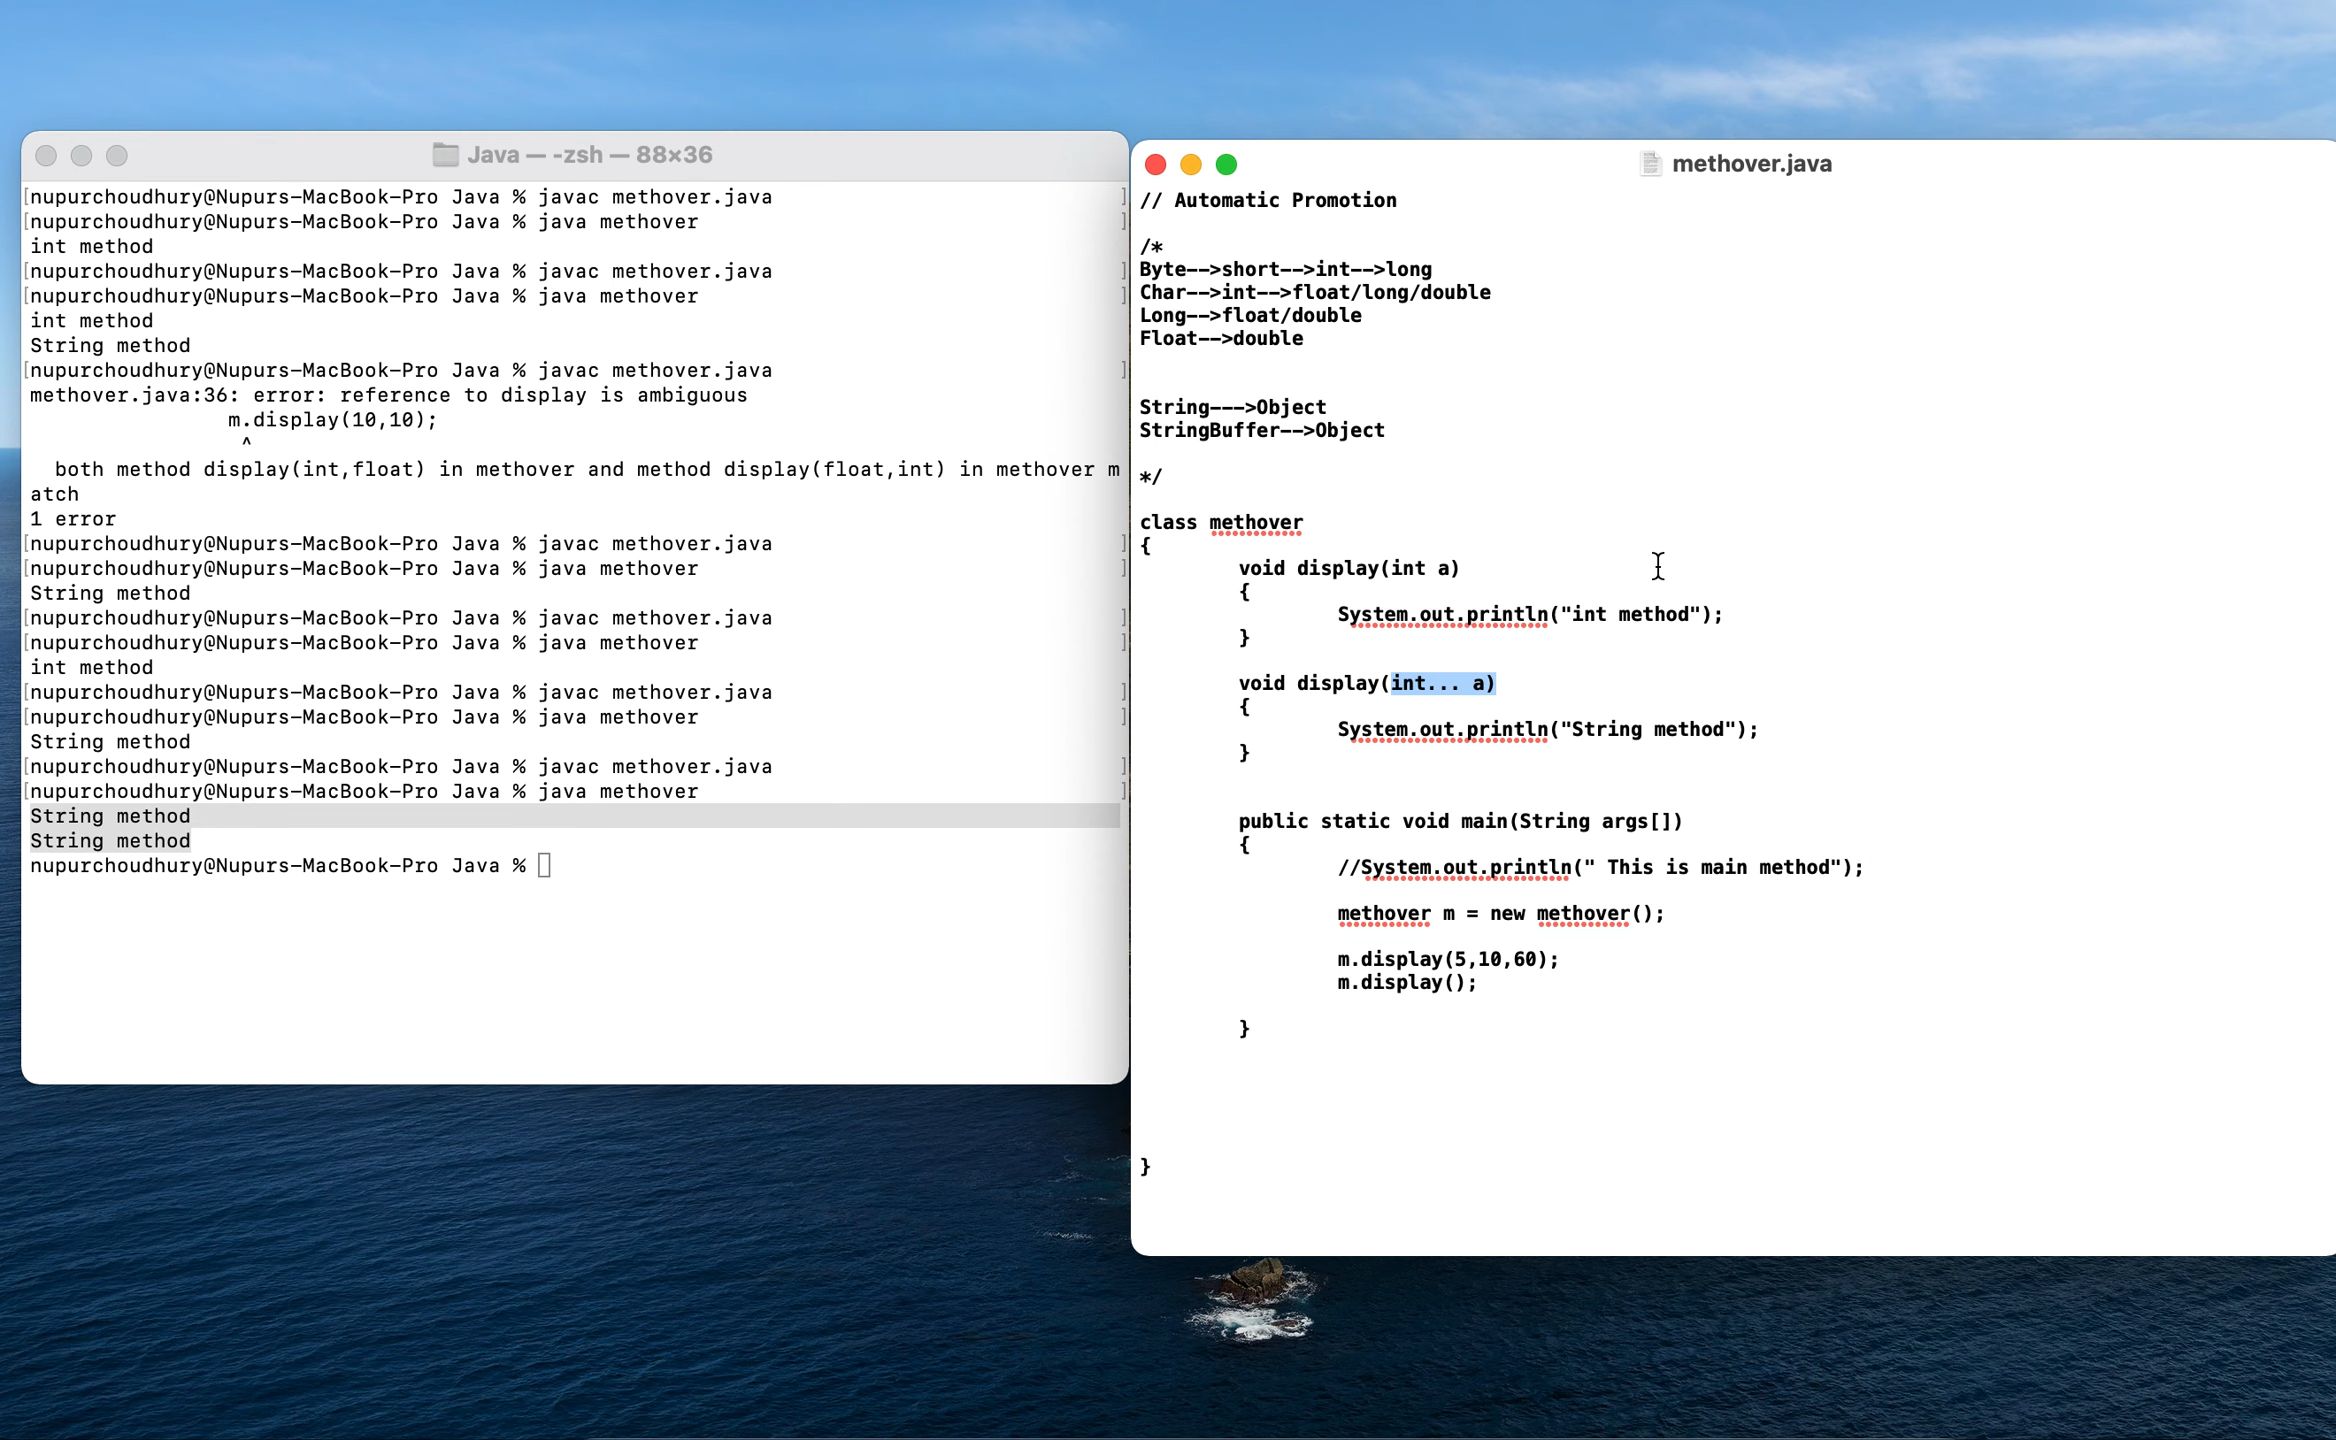 Java — -zsh — 88×36
[nupurchoudhury@Nupurs-MacBook-Pro Java % javac methover.java ]
[nupurchoudhury@Nupurs-MacBook-Pro Java % java methover ]
int method
[nupurchoudhury@Nupurs-MacBook-Pro Java % javac methover.java ]
[nupurchoudhury@Nupurs-MacBook-Pro Java % java methover ]
int method
String method
[nupurchoudhury@Nupurs-MacBook-Pro Java % javac methover.java ]
methover.java:36: error: reference to display is ambiguous
m.display(10,10);
^
both method display(int,float) in methover and method display(float,int) in methover m
atch
1 error
[nupurchoudhury@Nupurs-MacBook-Pro Java % javac methover.java ]
[nupurchoudhury@Nupurs-MacBook-Pro Java % java methover ]
String method
[nupurchoudhury@Nupurs-MacBook-Pro Java % javac methover.java ]
[nupurchoudhury@Nupurs-MacBook-Pro Java % java methover ]
int method
[nupurchoudhury@Nupurs-MacBook-Pro Java % javac methover.java ]
[nupurchoudhury@Nupurs-MacBook-Pro Java % java methover ]
String method
[nupurchoudhury@Nupurs-MacBook-Pro Java % javac methover.java ]
[nupurchoudhury@Nupurs-MacBook-Pro Java % java methover ]
String method
String method
nupurchoudhury@Nupurs-MacBook-Pro Java %
methover.java
// Automatic Promotion
/*
Byte-->short-->int-->long
Char-->int-->float/long/double
Long-->float/double
Float-->double
String--->Object
StringBuffer-->Object
*/
class methover
{
void display(int a)
{
System.out.println("int method");
}
void display(int... a)
{
System.out.println("String method");
}
public static void main(String args[])
{
//System.out.println(" This is main method");
methover m = new methover();
m.display(5,10,60);
m.display();
}
}